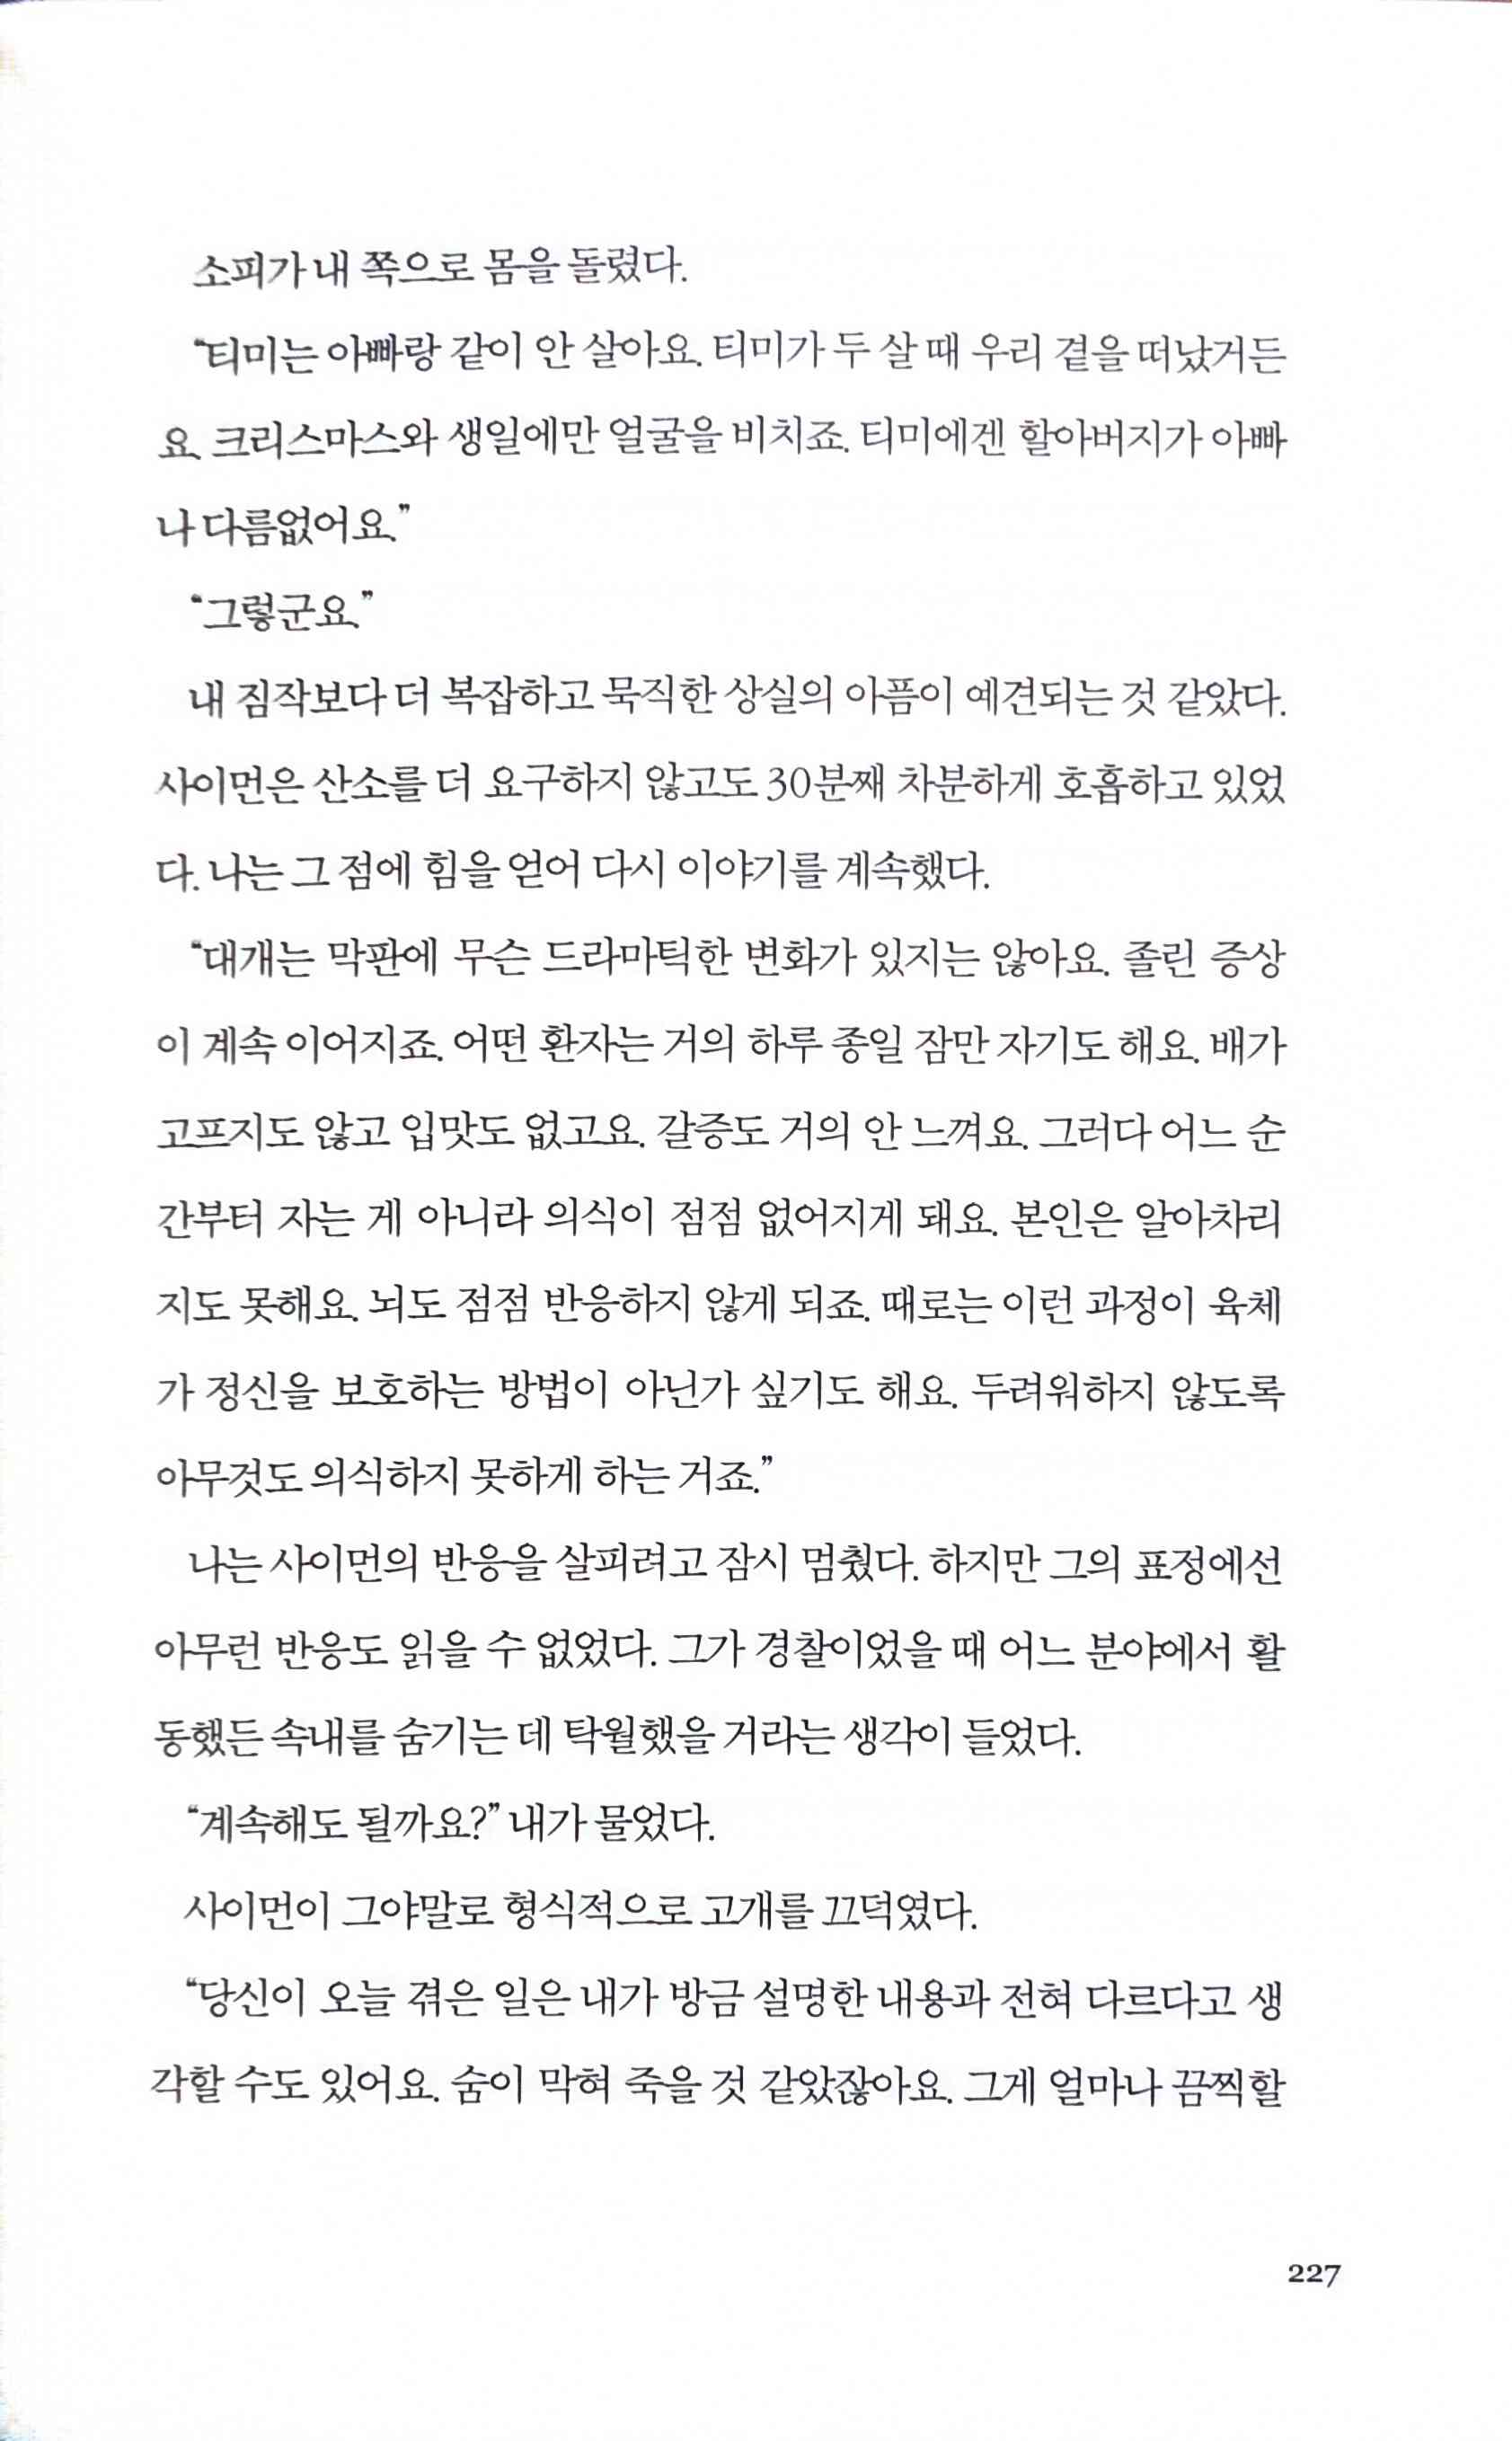 소피가 내 쪽으로 몸을 돌렸다.
“티미는 아빠랑 같이 안 살아요. 티미가 두 살 때 우리 곁을 떠났거든
요. 크리스마스와 생일에만 얼굴을 비치죠. 티미에겐 할아버지가 아빠
나 다름없어요.”
“그렇군요.”
내 짐작보다 더 복잡하고 묵직한 상실의 아픔이 예견되는 것 같았다.
사이먼은 산소를 더 요구하지 않고도 30분째 차분하게 호흡하고 있었
다. 나는 그 점에 힘을 얻어 다시 이야기를 계속했다.
“대개는 막판에 무슨 드라마틱한 변화가 있지는 않아요. 졸린 증상
이 계속 이어지죠. 어떤 환자는 거의 하루 종일 잠만 자기도 해요. 배가
고프지도 않고 입맛도 없고요. 갈증도 거의 안 느껴요. 그러다 어느 순
간부터 자는 게 아니라 의식이 점점 없어지게 돼요. 본인은 알아차리
지도 못해요. 뇌도 점점 반응하지 않게 되죠. 때로는 이런 과정이 육체
가 정신을 보호하는 방법이 아닌가 싶기도 해요. 두려워하지 않도록
아무것도 의식하지 못하게 하는 거죠.”
나는 사이먼의 반응을 살피려고 잠시 멈췄다. 하지만 그의 표정에선
아무런 반응도 읽을 수 없었다. 그가 경찰이었을 때 어느 분야에서 활
동했든 속내를 숨기는 데 탁월했을 거라는 생각이 들었다.
“계속해도 될까요?” 내가 물었다.
사이먼이 그야말로 형식적으로 고개를 끄덕였다.
“당신이 오늘 겪은 일은 내가 방금 설명한 내용과 전혀 다르다고 생
각할 수도 있어요. 숨이 막혀 죽을 것 같았잖아요. 그게 얼마나 끔찍할
227